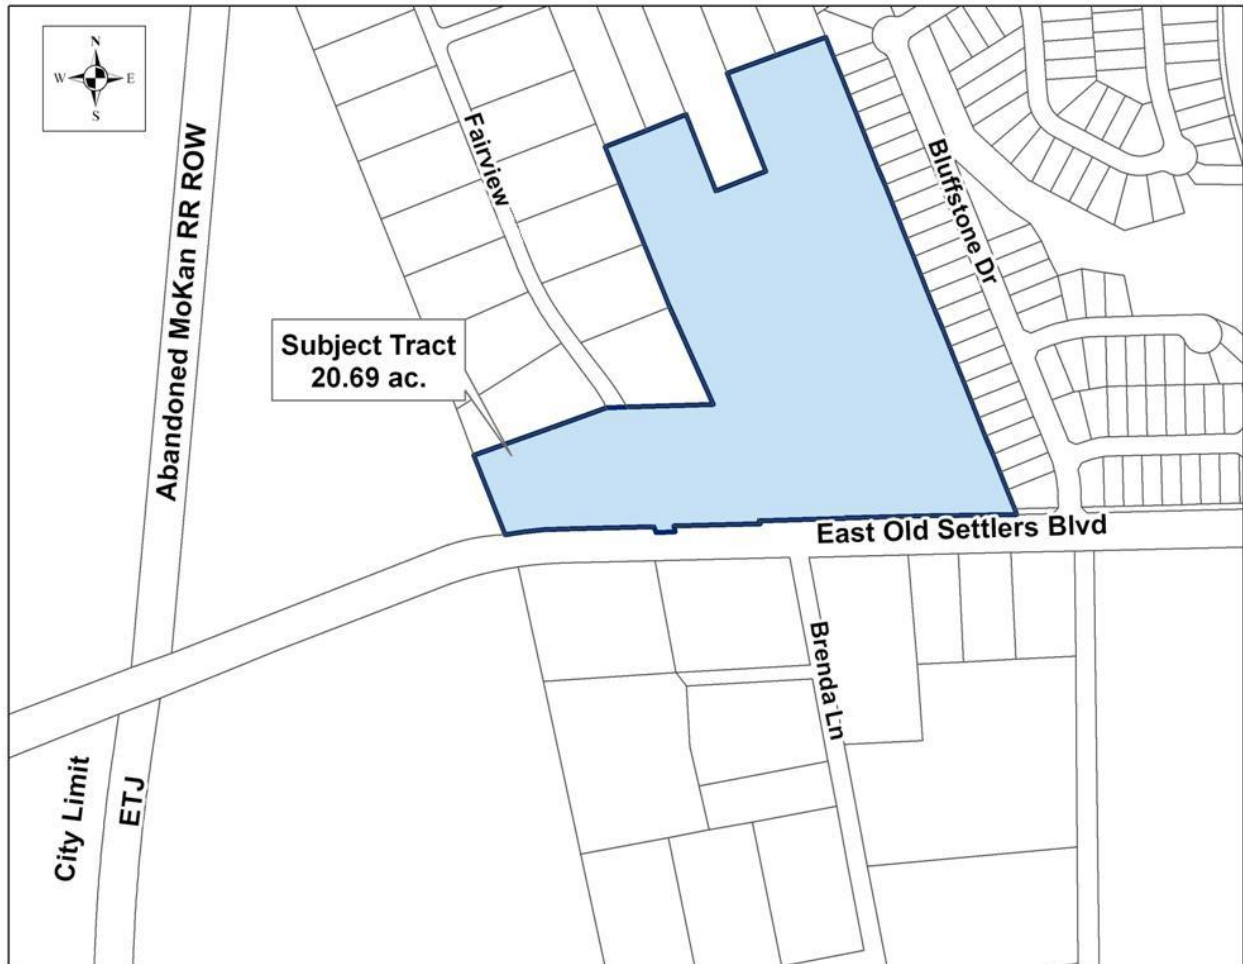 N
W E
S
Abandoned MoKan RR ROW
Fairview
Bluffstone Dr
Subject Tract
20.69 ac.
East Old Settlers Blvd
Brenda Ln
City Limit
ETJ